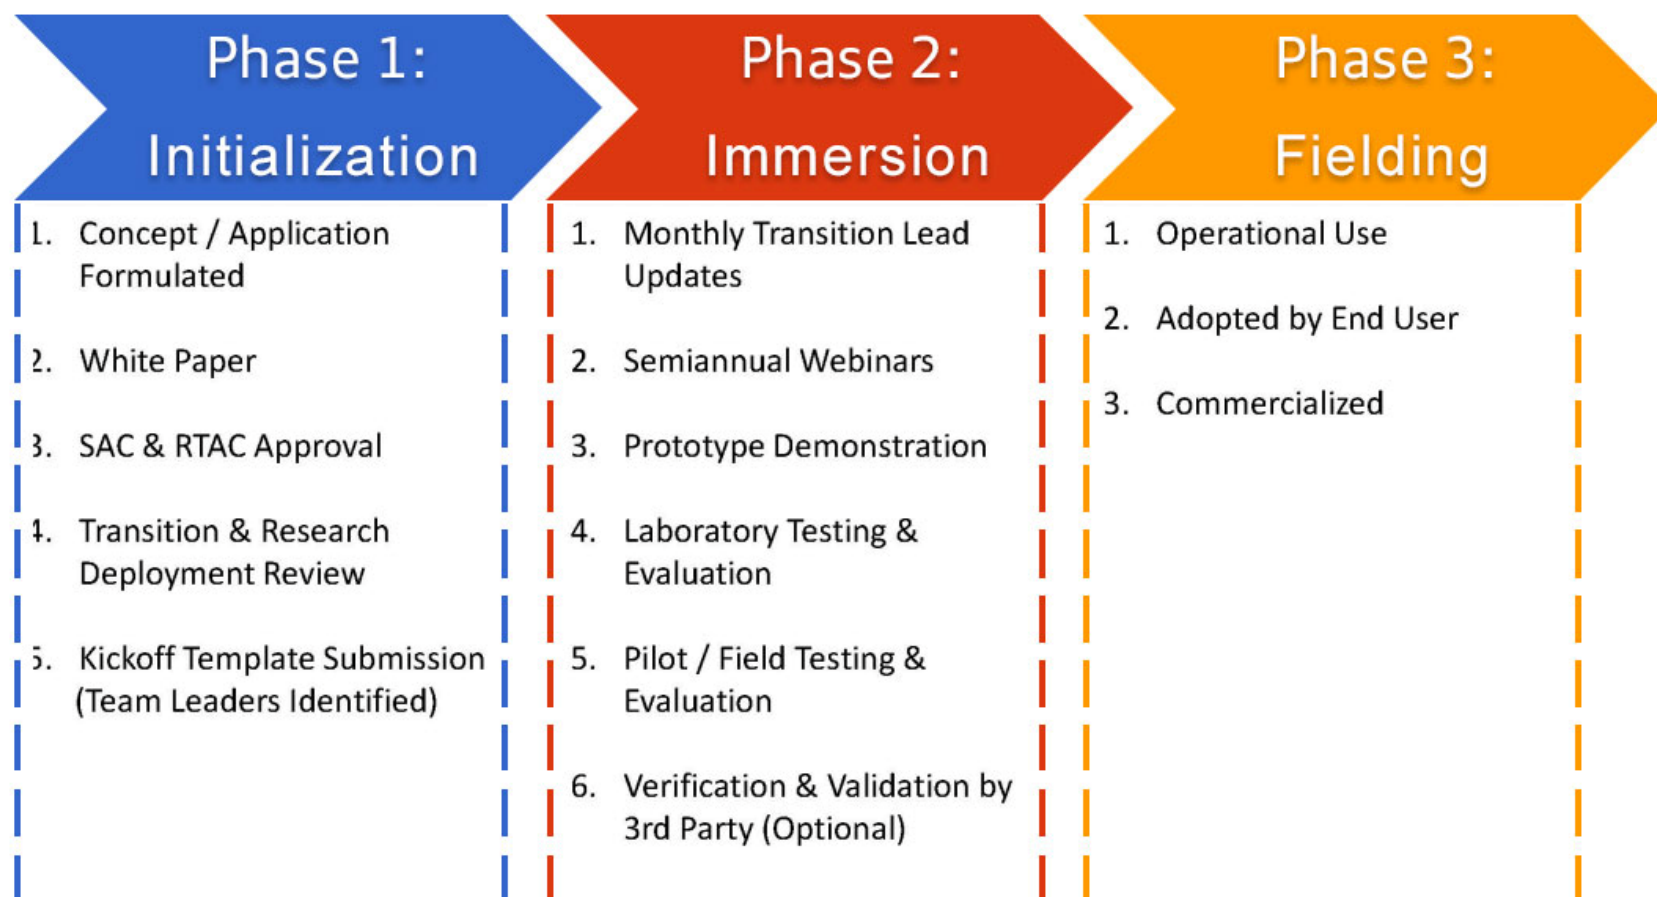 Phase 1:
Initialization
1. Concept / Application
Formulated
2. White Paper
3. SAC & RTAC Approval
4. Transition & Research
Deployment Review
5. Kickoff Template Submission
(Team Leaders Identified)
Phase 2:
Immersion
1. Monthly Transition Lead
Updates
2. Semiannual Webinars
3. Prototype Demonstration
4. Laboratory Testing &
Evaluation
5. Pilot / Field Testing &
Evaluation
6. Verification & Validation by
3rd Party (Optional)
Phase 3:
Fielding
1. Operational Use
2. Adopted by End User
3. Commercialized